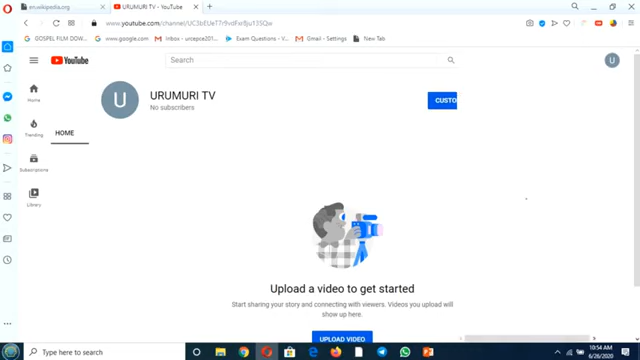 en.wikipedia.org
URUMURI TV - YouTube
www.youtube.com/channel/
GOSPEL FILM DOW
www.google.com
Inbox - urcepce201...
Exam Questions - V...
Gmail - Settings
New Tab
YouTube
Search
U
U
URUMURI TV
No subscribers
CUSTO
HOME
Home
Trending
Subscriptions
Library
Upload a video to get started
Start sharing your story and connecting with viewers. Videos you upload will
show up here.
UPLOAD VIDEO
Type here to search
10:54 AM
6/26/2020